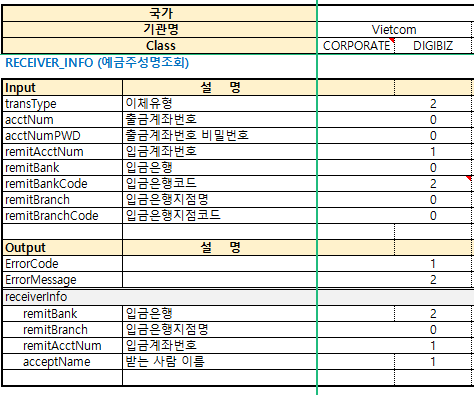 국가
기관명 Vietcom
Class CORPORATE DIGIBIZ
RECEIVER_INFO (예금주성명조회)
Input 설 명
transType 이체유형 2
acctNum 출금계좌번호 0
acctNumPWD 출금계좌번호 비밀번호 0
remitAcctNum 입금계좌번호 1
remitBank 입금은행 0
remitBankCode 입금은행코드 2
remitBranch 입금은행지점명 0
remitBranchCode 입금은행지점코드 0
Output 설 명
ErrorCode 1
ErrorMessage 2
receiverInfo
remitBank 입금은행 2
remitBranch 입금은행지점명 0
remitAcctNum 입금계좌번호 1
acceptName 받는 사람 이름 1